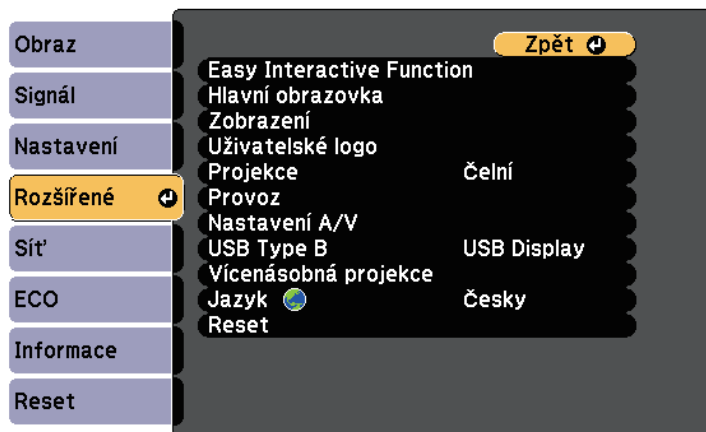 Obraz
Signál
Nastavení
Rozšířené
Síť
ECO
Informace
Reset
Zpět
Easy Interactive Function
Hlavní obrazovka
Zobrazení
Uživatelské logo
Projekce Čelní
Provoz
Nastavení A/V
USB Type B USB Display
Vícenásobná projekce
Jazyk Česky
Reset